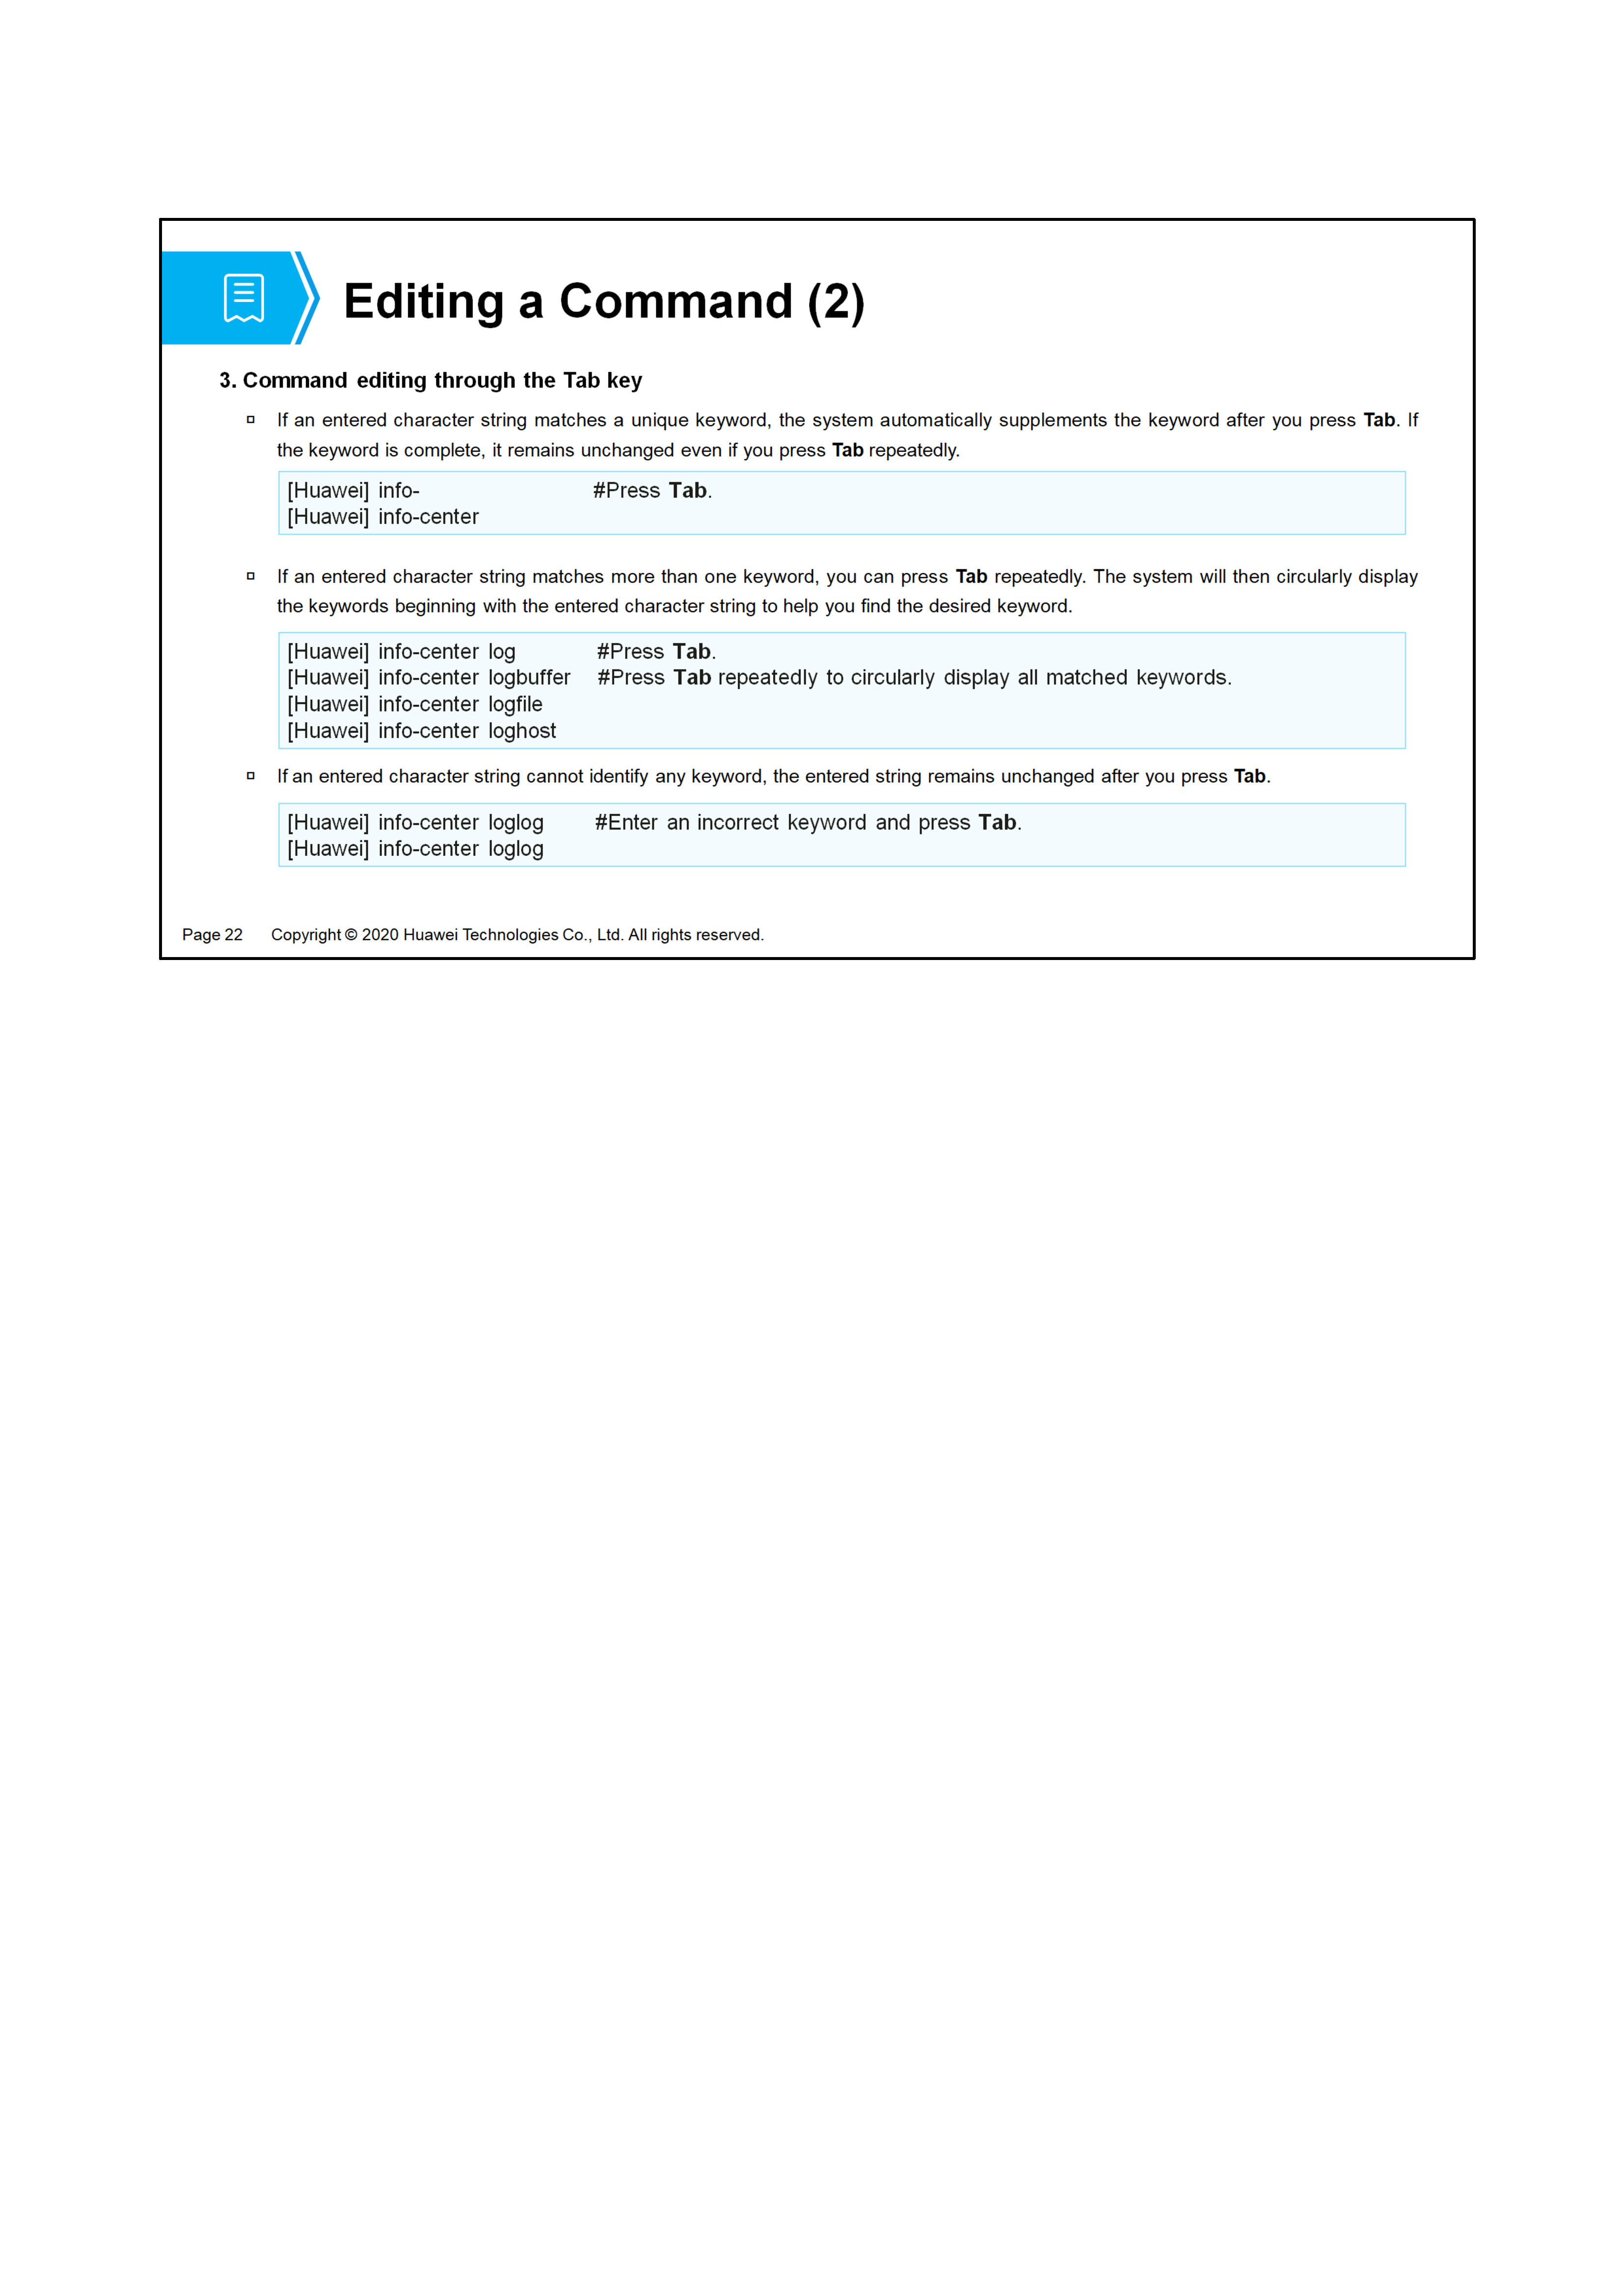 Editing a Command (2)
3. Command editing through the Tab key
If an entered character string matches a unique keyword, the system automatically supplements the keyword after you press Tab. If
the keyword is complete, it remains unchanged even if you press Tab repeatedly.
[Huawei] info- #Press Tab.
[Huawei] info-center
If an entered character string matches more than one keyword, you can press Tab repeatedly. The system will then circularly display
the keywords beginning with the entered character string to help you find the desired keyword.
[Huawei] info-center log #Press Tab.
[Huawei] info-center logbuffer #Press Tab repeatedly to circularly display all matched keywords.
[Huawei] info-center logfile
[Huawei] info-center loghost
If an entered character string cannot identify any keyword, the entered string remains unchanged after you press Tab.
[Huawei] info-center loglog #Enter an incorrect keyword and press Tab.
[Huawei] info-center loglog
Page 22 Copyright © 2020 Huawei Technologies Co., Ltd. All rights reserved.